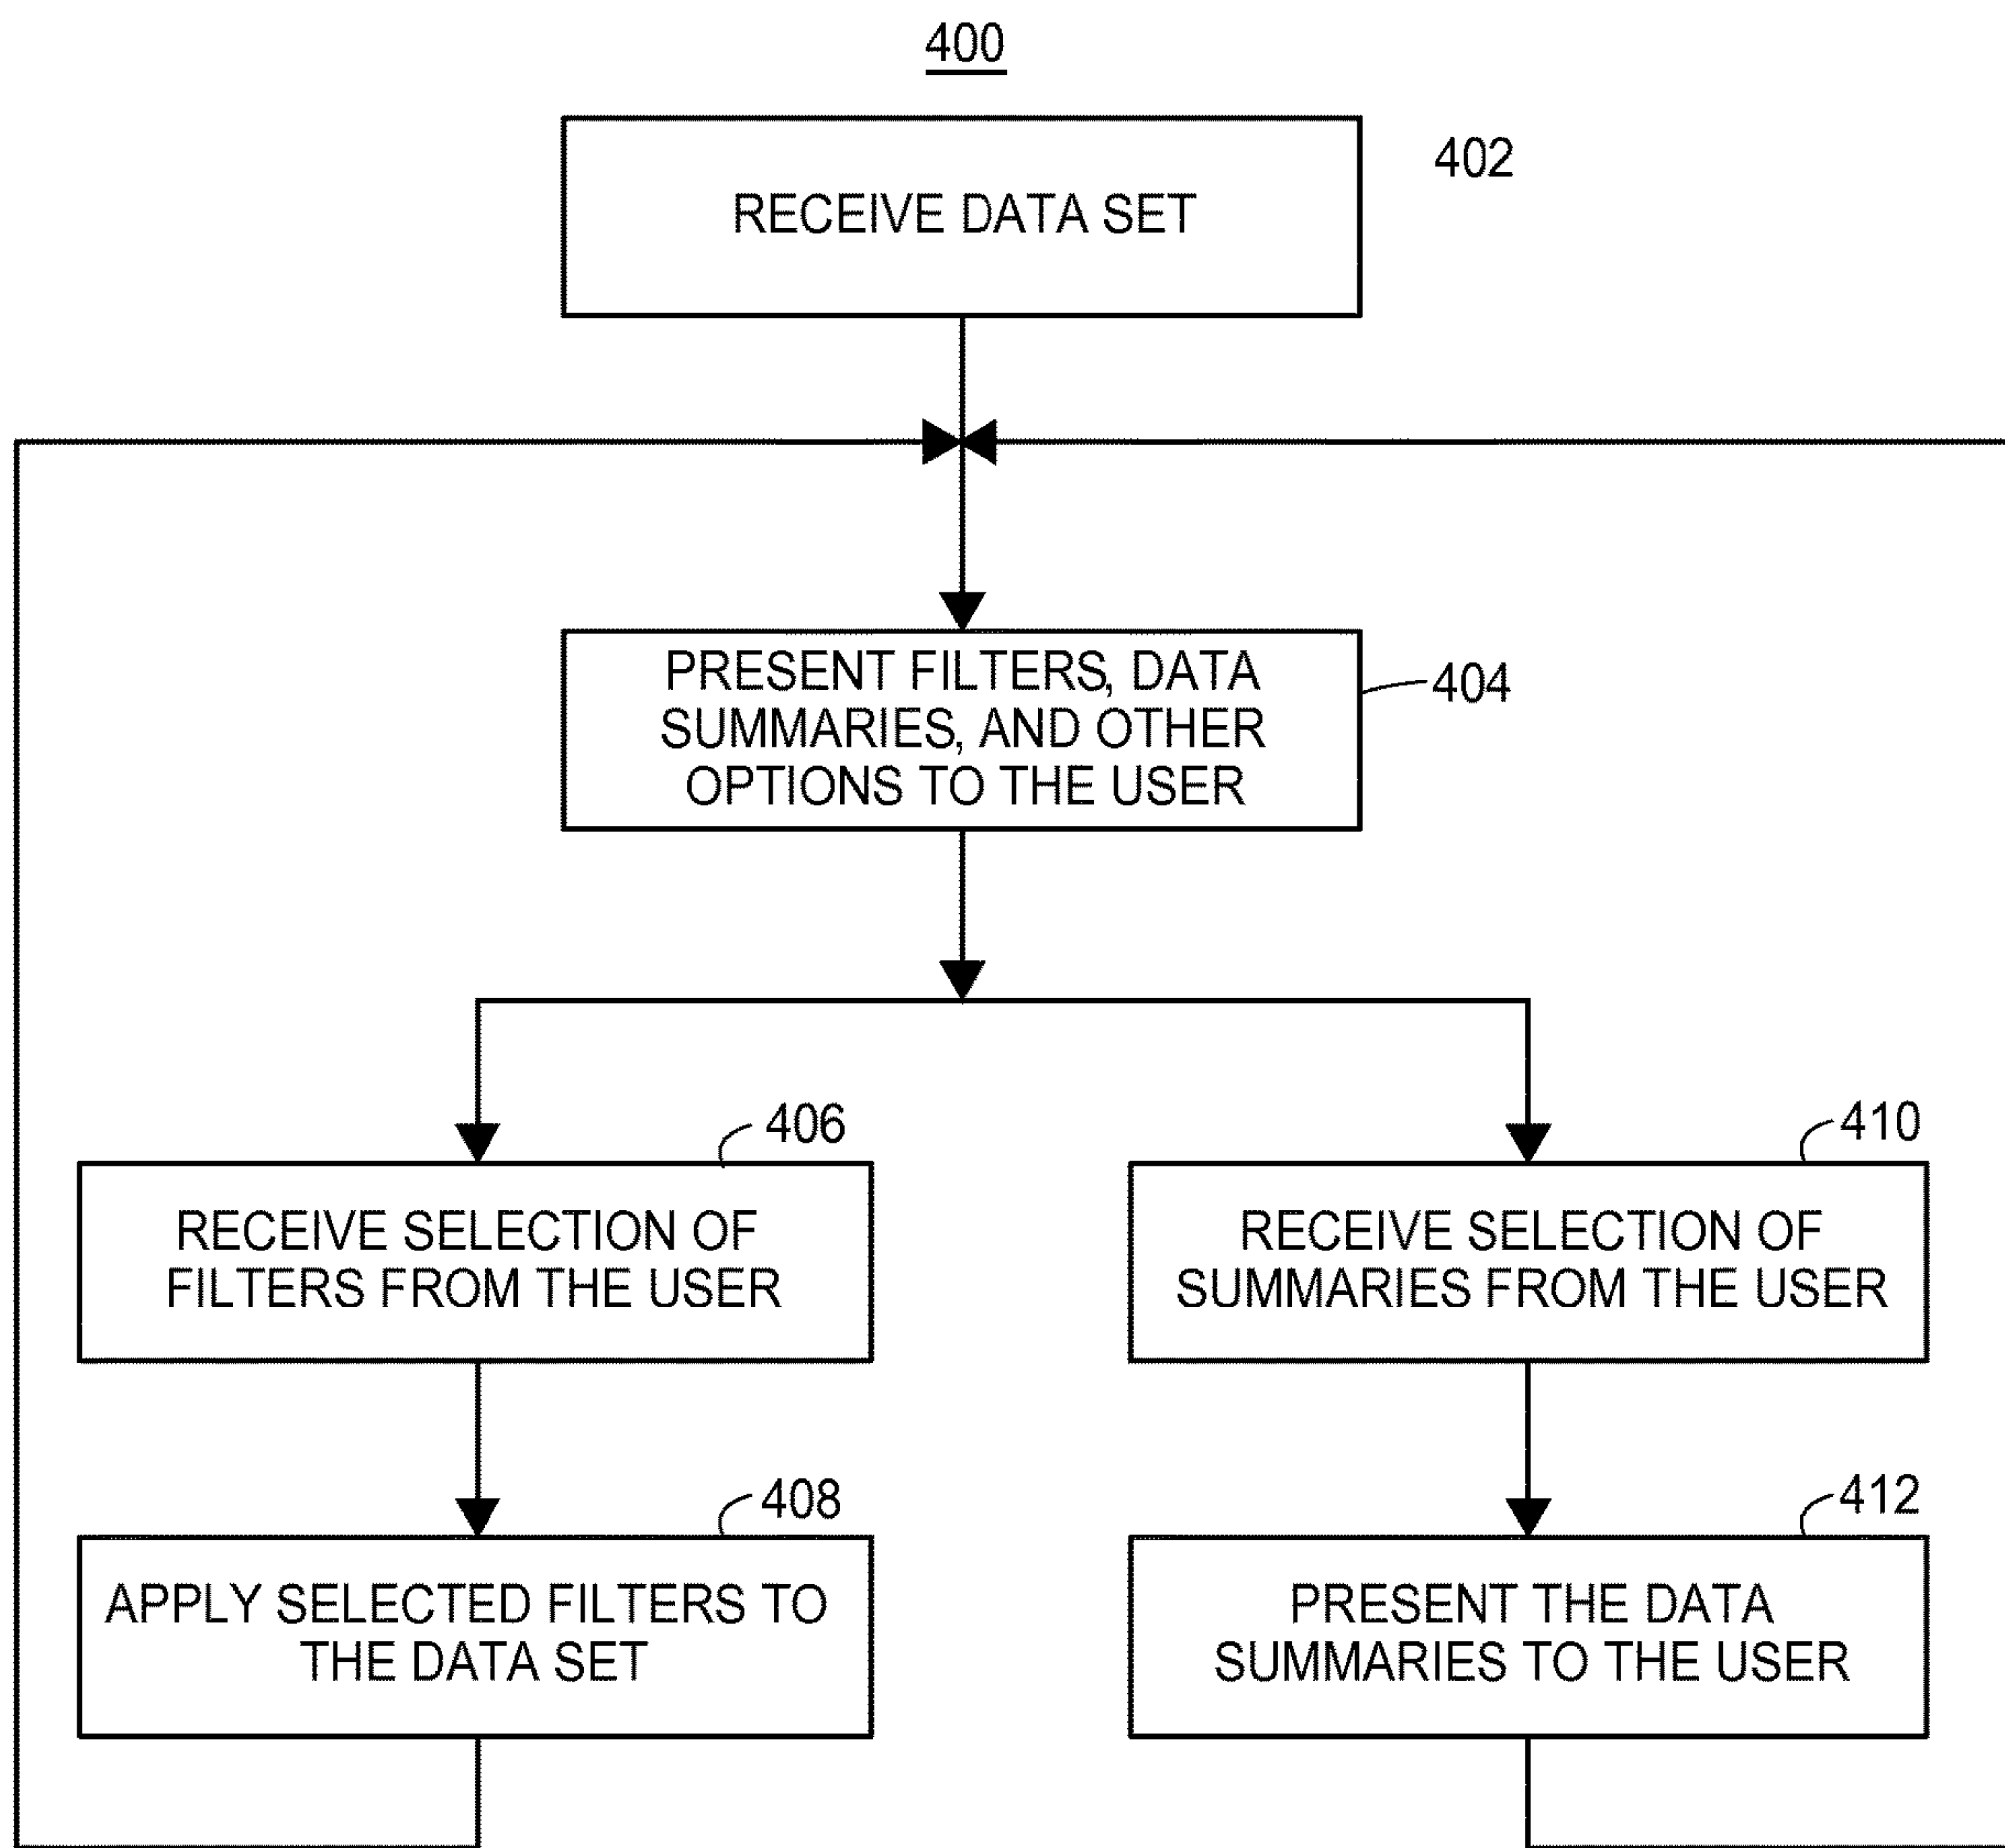 400
RECEIVE DATA SET
402
PRESENT FILTERS, DATA
SUMMARIES, AND OTHER
OPTIONS TO THE USER
404
406
RECEIVE SELECTION OF
FILTERS FROM THE USER
410
RECEIVE SELECTION OF
SUMMARIES FROM THE USER
408
APPLY SELECTED FILTERS TO
THE DATA SET
412
PRESENT THE DATA
SUMMARIES TO THE USER